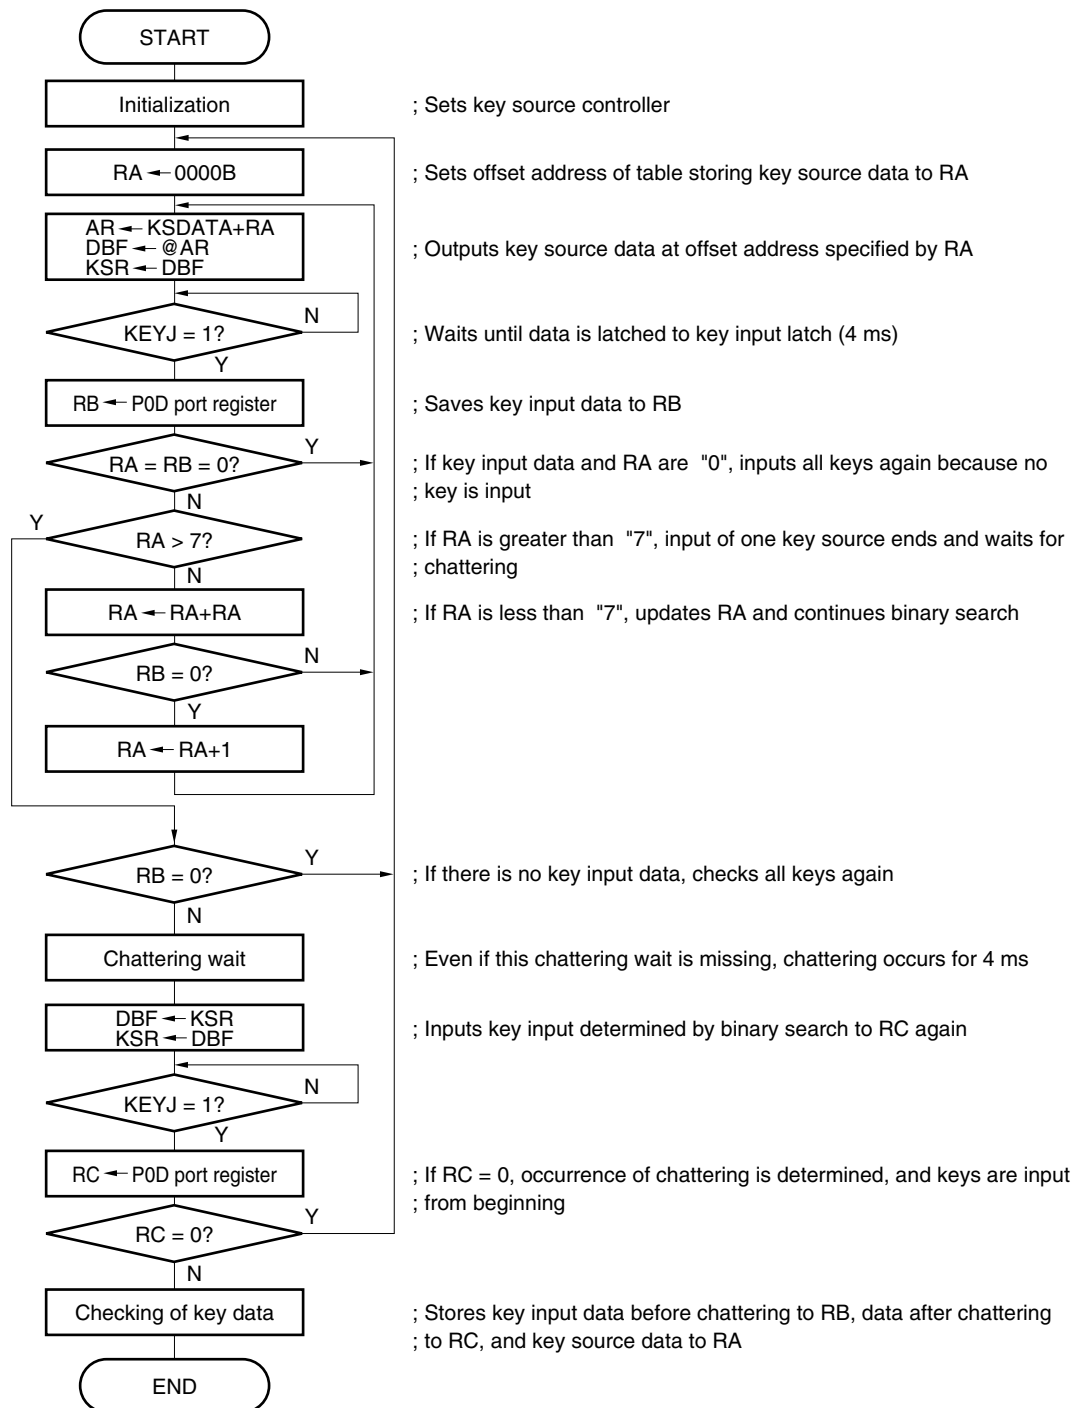 START
Initialization ; Sets key source controller
RA ← 0000B ; Sets offset address of table storing key source data to RA
AR ← KSDATA+RA
DBF ← @AR ; Outputs key source data at offset address specified by RA
KSR ← DBF
N
KEYJ = 1? ; Waits until data is latched to key input latch (4 ms)
Y
RB ← P0D port register ; Saves key input data to RB
Y
RA = RB = 0? ; If key input data and RA are "0", inputs all keys again because no
; key is input
N
Y
RA > 7? ; If RA is greater than "7", input of one key source ends and waits for
; chattering
N
RA ← RA+RA ; If RA is less than "7", updates RA and continues binary search
N
RB = 0?
Y
RA ← RA+1
Y
RB = 0? ; If there is no key input data, checks all keys again
N
Chattering wait ; Even if this chattering wait is missing, chattering occurs for 4 ms
DBF ← KSR
KSR ← DBF ; Inputs key input determined by binary search to RC again
N
KEYJ = 1?
Y
RC ← P0D port register ; If RC = 0, occurrence of chattering is determined, and keys are input
; from beginning
Y
RC = 0?
N
Checking of key data ; Stores key input data before chattering to RB, data after chattering
; to RC, and key source data to RA
END